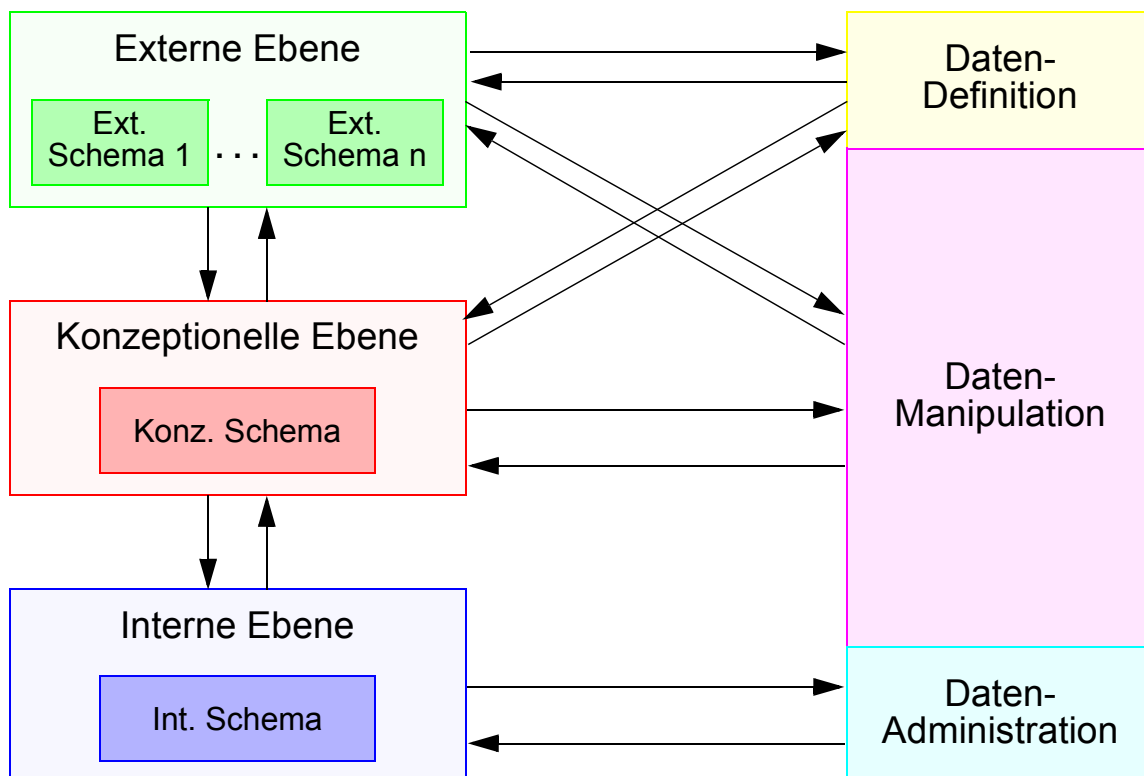 Externe Ebene
Ext.
Schema 1
. . .
Ext.
Schema n
Konzeptionelle Ebene
Konz. Schema
Interne Ebene
Int. Schema
Daten-
Definition
Daten-
Manipulation
Daten-
Administration